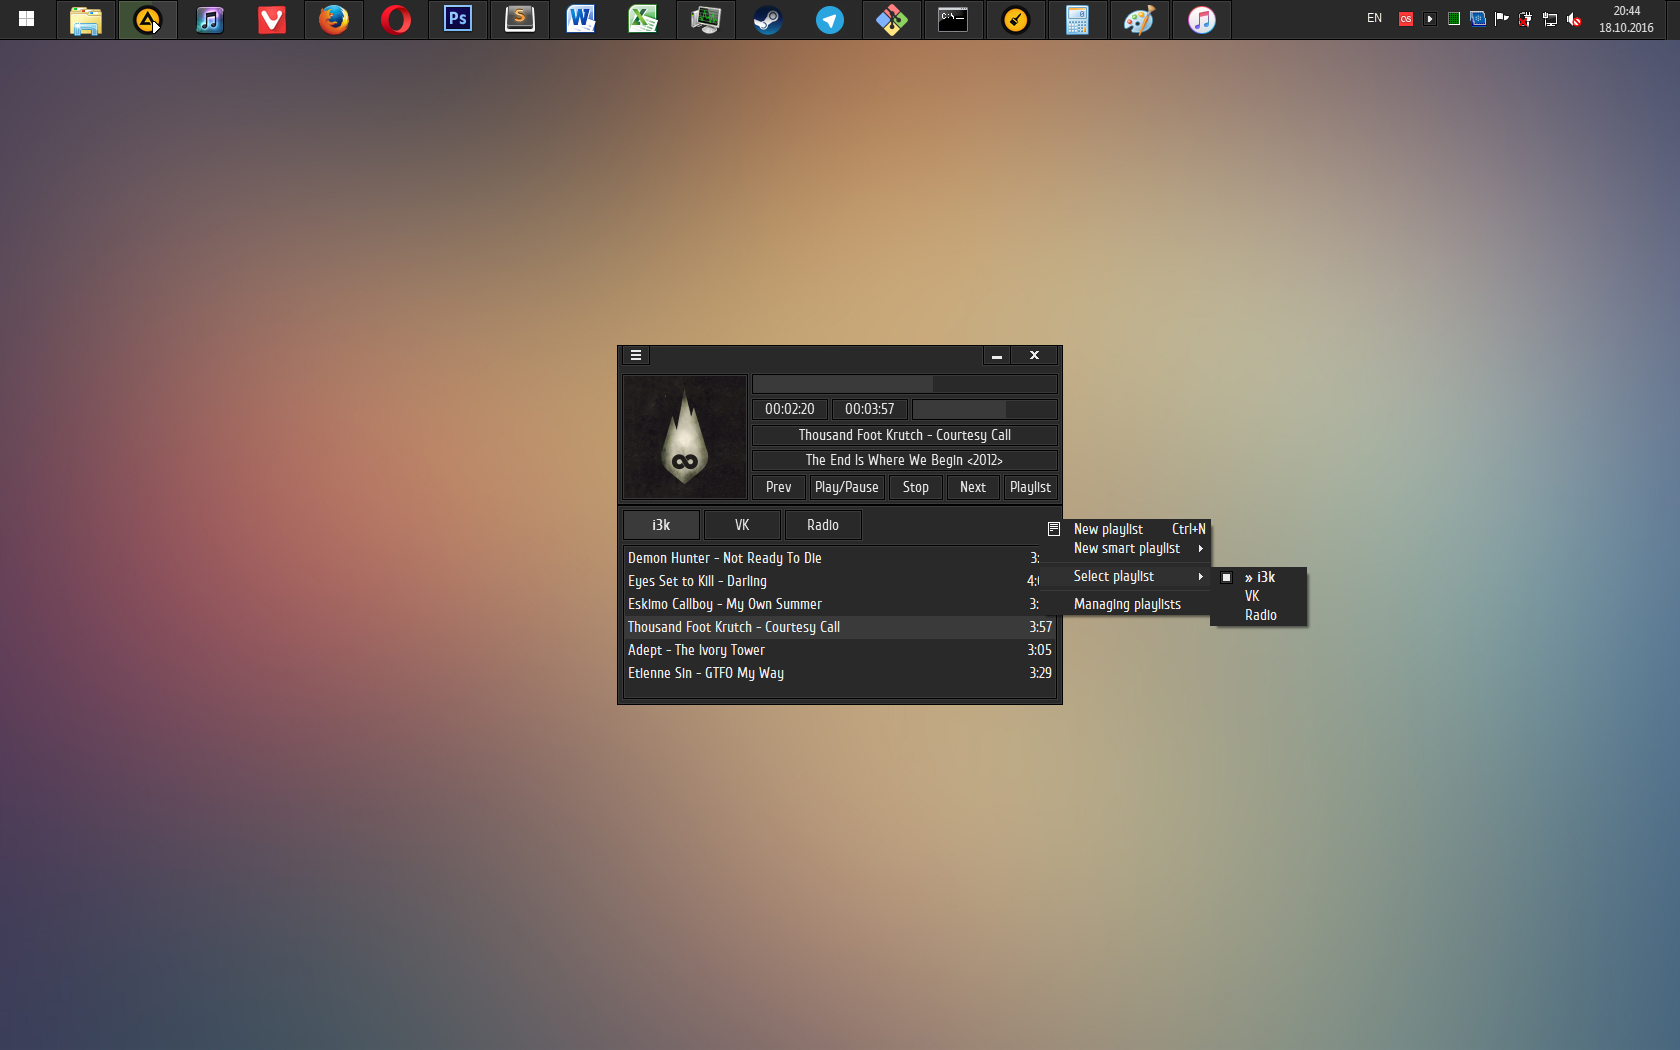 Ps
S
W
X
C:\>_
EN
20:44
18.10.2016
00:02:20
00:03:57
Thousand Foot Krutch - Courtesy Call
The End Is Where We Begin <2012>
Prev
Play/Pause
Stop
Next
Playlist
i3k
VK
Radio
Demon Hunter - Not Ready To Die 3:
Eyes Set to Kill - Darling 4:0
Eskimo Callboy - My Own Summer 3:
Thousand Foot Krutch - Courtesy Call 3:57
Adept - The Ivory Tower 3:05
Etienne Sin - GTFO My Way 3:29
New playlist Ctrl+N
New smart playlist
Select playlist
Managing playlists
» i3k
VK
Radio